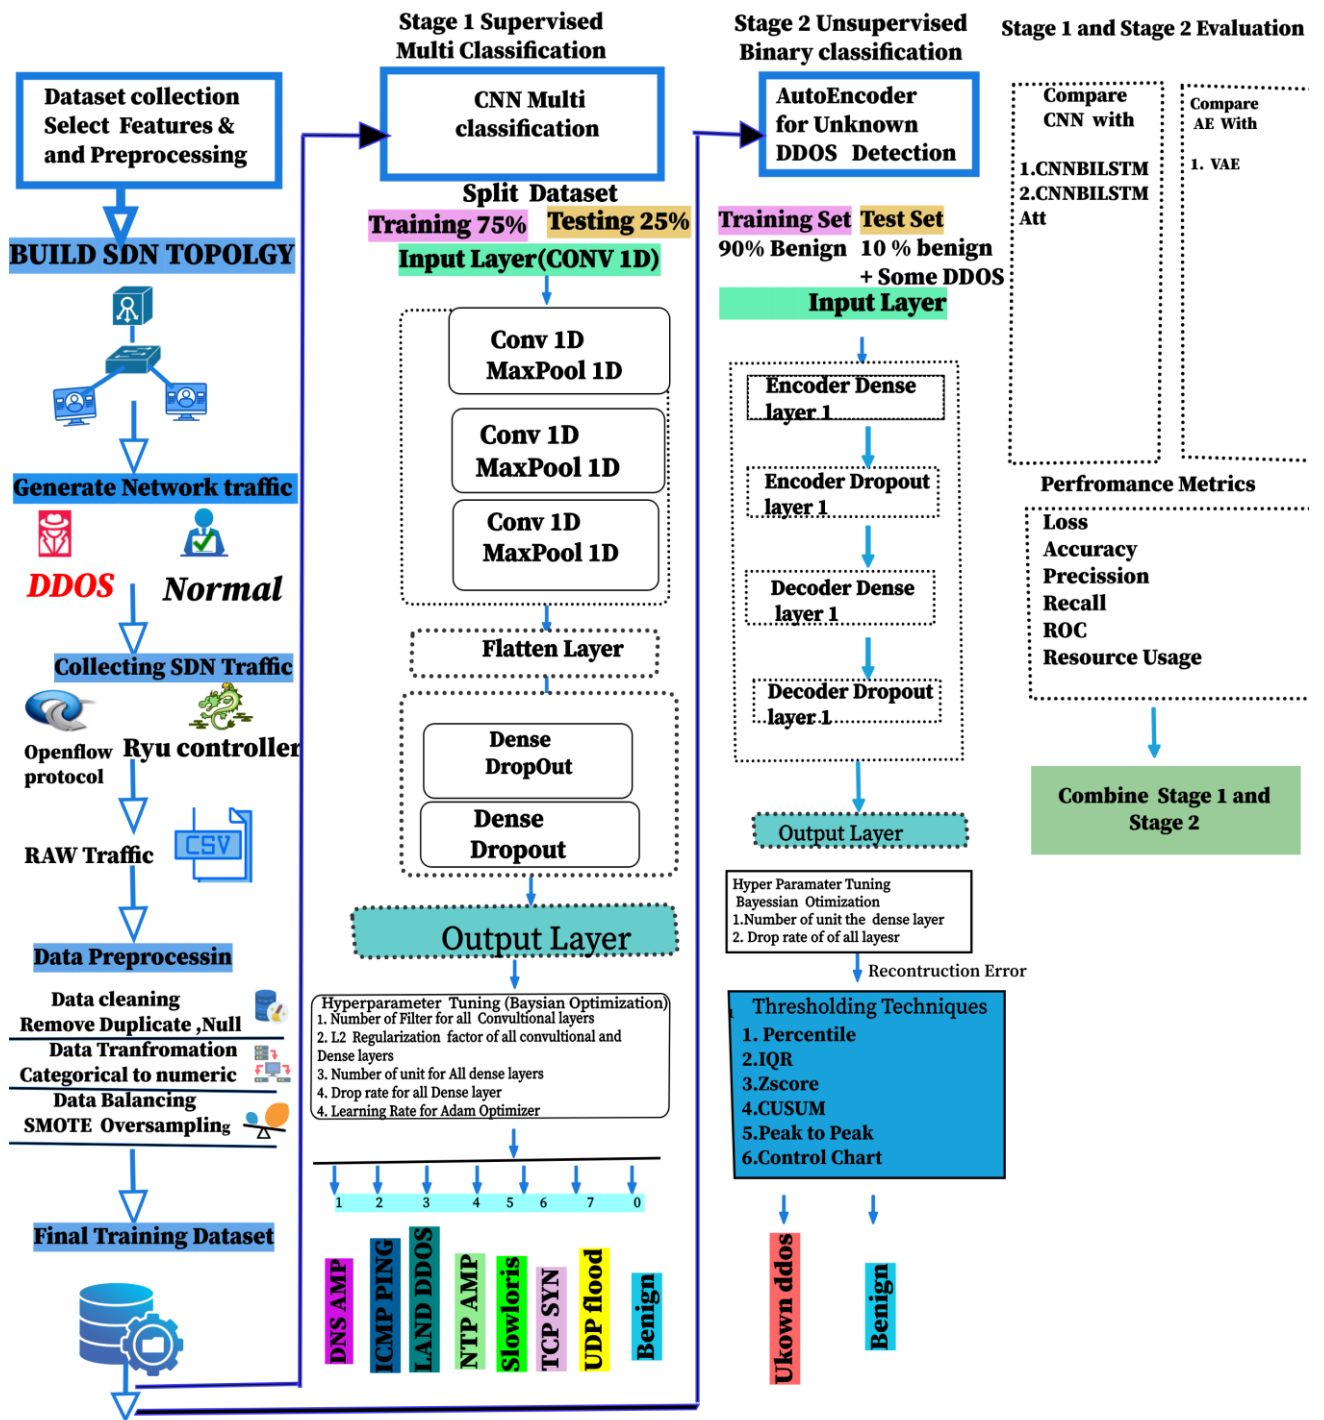 Dataset collection
Select Features &
and Preprocessing
BUILD SDN TOPOLGY
Generate Network traffic
DDOS
Normal
Collecting SDN Traffic
Openflow
protocol
Ryu controller
RAW Traffic
CSV
Data Preprocessin
Data cleaning
Remove Duplicate ,Null
Data Tranfromation
Categorical to numeric
Data Balancing
SMOTE Oversampling
Final Training Dataset
Stage 1 Supervised
Multi Classification
CNN Multi
classification
Split Dataset
Training 75%
Testing 25%
Input Layer(CONV 1D)
Conv 1D
MaxPool 1D
Conv 1D
MaxPool 1D
Conv 1D
MaxPool 1D
Flatten Layer
Dense
DropOut
Dense
Dropout
Output Layer
Hyperparameter Tuning (Baysian Optimization)
1. Number of Filter for all Convultional layers
2. L2 Regularization factor of all convultional and
Dense layers
3. Number of unit for All dense layers
4. Drop rate for all Dense layer
4. Learning Rate for Adam Optimizer
1 2 3 4 5 6 7 0
DNS AMP
ICMP PING
LAND DDOS
NTP AMP
Slowloris
TCP SYN
UDP flood
Benign
Stage 2 Unsupervised
Binary classification
AutoEncoder
for Unknown
DDOS Detection
Training Set
90% Benign
Test Set
10 % benign
+ Some DDOS
Input Layer
Encoder Dense
layer 1
Encoder Dropout
layer 1
Decoder Dense
layer 1
Decoder Dropout
layer 1
Output Layer
Hyper Paramater Tuning
Bayessian Otimization
1.Number of unit the dense layer
2. Drop rate of of all layesr
Recontruction Error
Thresholding Techniques
1. Percentile
2.IQR
3.Zscore
4.CUSUM
5.Peak to Peak
6.Control Chart
Ukown ddos
Benign
Stage 1 and Stage 2 Evaluation
Compare
CNN with
1.CNNBILSTM
2.CNNBILSTM
Att
Compare
AE With
1. VAE
Perfromance Metrics
Loss
Accuracy
Precission
Recall
ROC
Resource Usage
Combine Stage 1 and
Stage 2